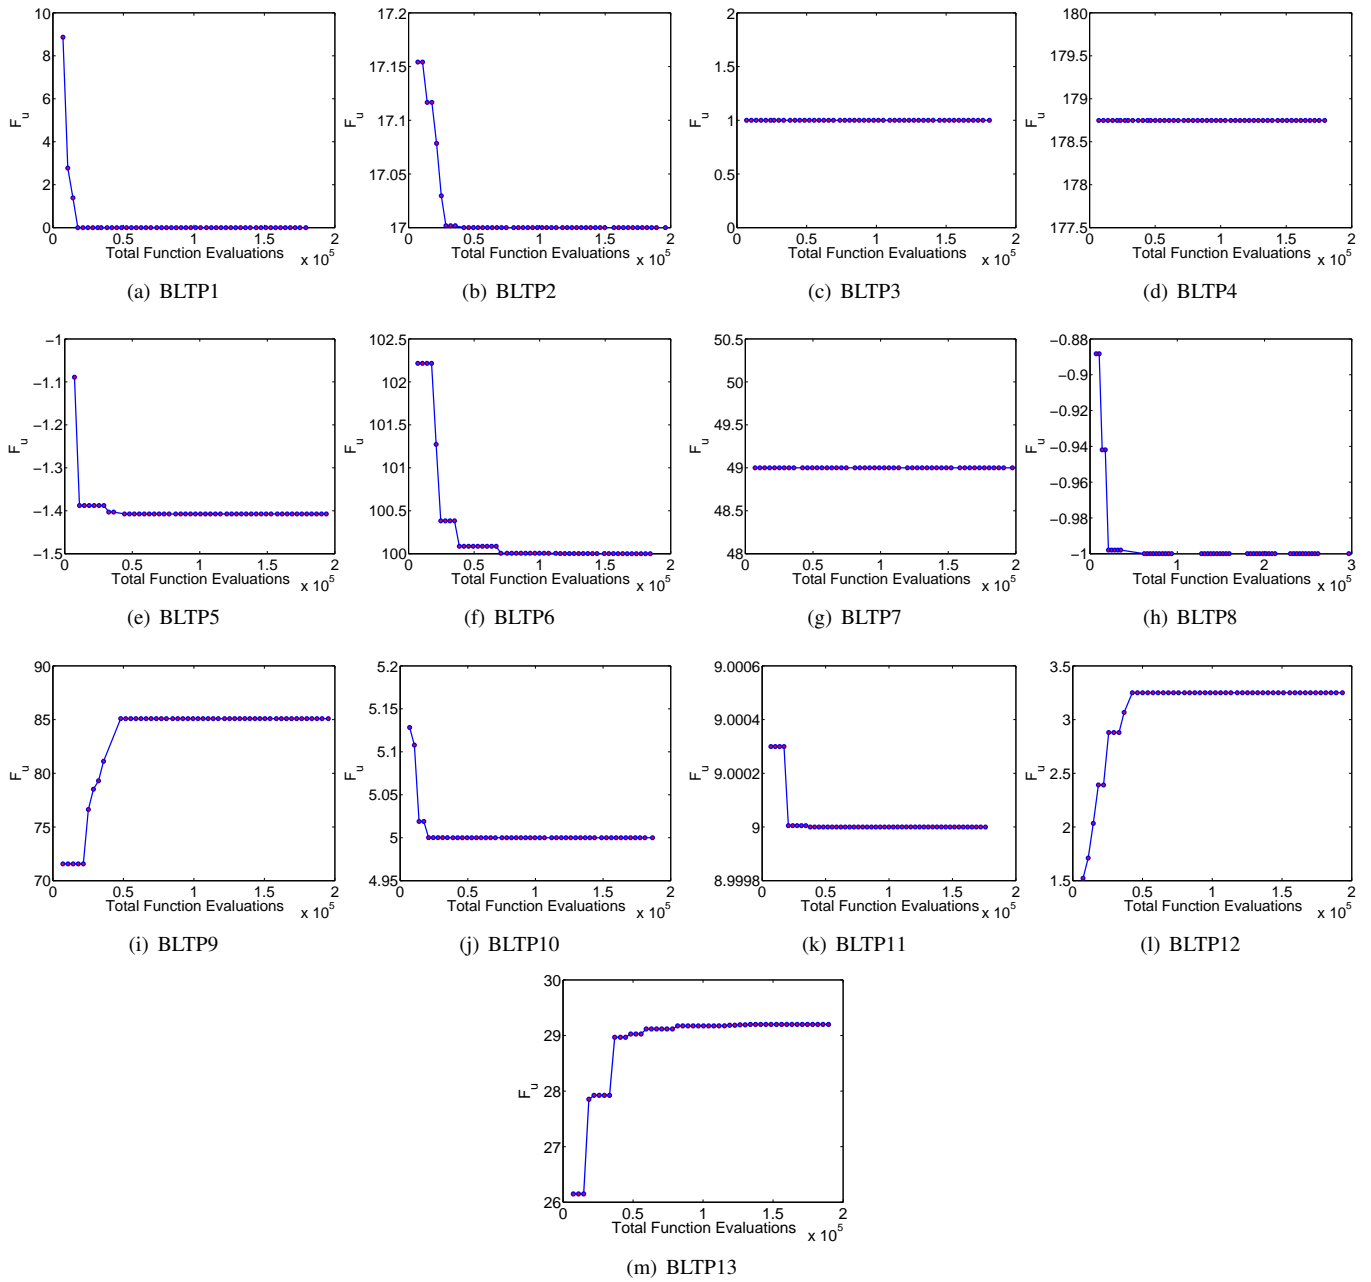 10
8
6
4
2
0
F_u
0 0.5 1 1.5 2
Total Function Evaluations
x 10^5
(a) BLTP1
17.2
17.15
17.1
17.05
17
F_u
0 0.5 1 1.5 2
Total Function Evaluations
x 10^5
(b) BLTP2
2
1.5
1
0.5
0
F_u
0 0.5 1 1.5 2
Total Function Evaluations
x 10^5
(c) BLTP3
180
179.5
179
178.5
178
177.5
F_u
0 0.5 1 1.5 2
Total Function Evaluations
x 10^5
(d) BLTP4
−1
−1.1
−1.2
−1.3
−1.4
−1.5
F_u
0 0.5 1 1.5 2
Total Function Evaluations
x 10^5
(e) BLTP5
102.5
102
101.5
101
100.5
100
F_u
0 0.5 1 1.5 2
Total Function Evaluations
x 10^5
(f) BLTP6
50.5
50
49.5
49
48.5
48
F_u
0 0.5 1 1.5 2
Total Function Evaluations
x 10^5
(g) BLTP7
−0.88
−0.9
−0.92
−0.94
−0.96
−0.98
−1
F_u
0 1 2 3
Total Function Evaluations
x 10^5
(h) BLTP8
90
85
80
75
70
F_u
0 0.5 1 1.5 2
Total Function Evaluations
x 10^5
(i) BLTP9
5.2
5.15
5.1
5.05
5
4.95
F_u
0 0.5 1 1.5 2
Total Function Evaluations
x 10^5
(j) BLTP10
9.0006
9.0004
9.0002
9
8.9998
F_u
0 0.5 1 1.5 2
Total Function Evaluations
x 10^5
(k) BLTP11
3.5
3
2.5
2
1.5
F_u
0 0.5 1 1.5 2
Total Function Evaluations
x 10^5
(l) BLTP12
30
29
28
27
26
F_u
0 0.5 1 1.5 2
Total Function Evaluations
x 10^5
(m) BLTP13